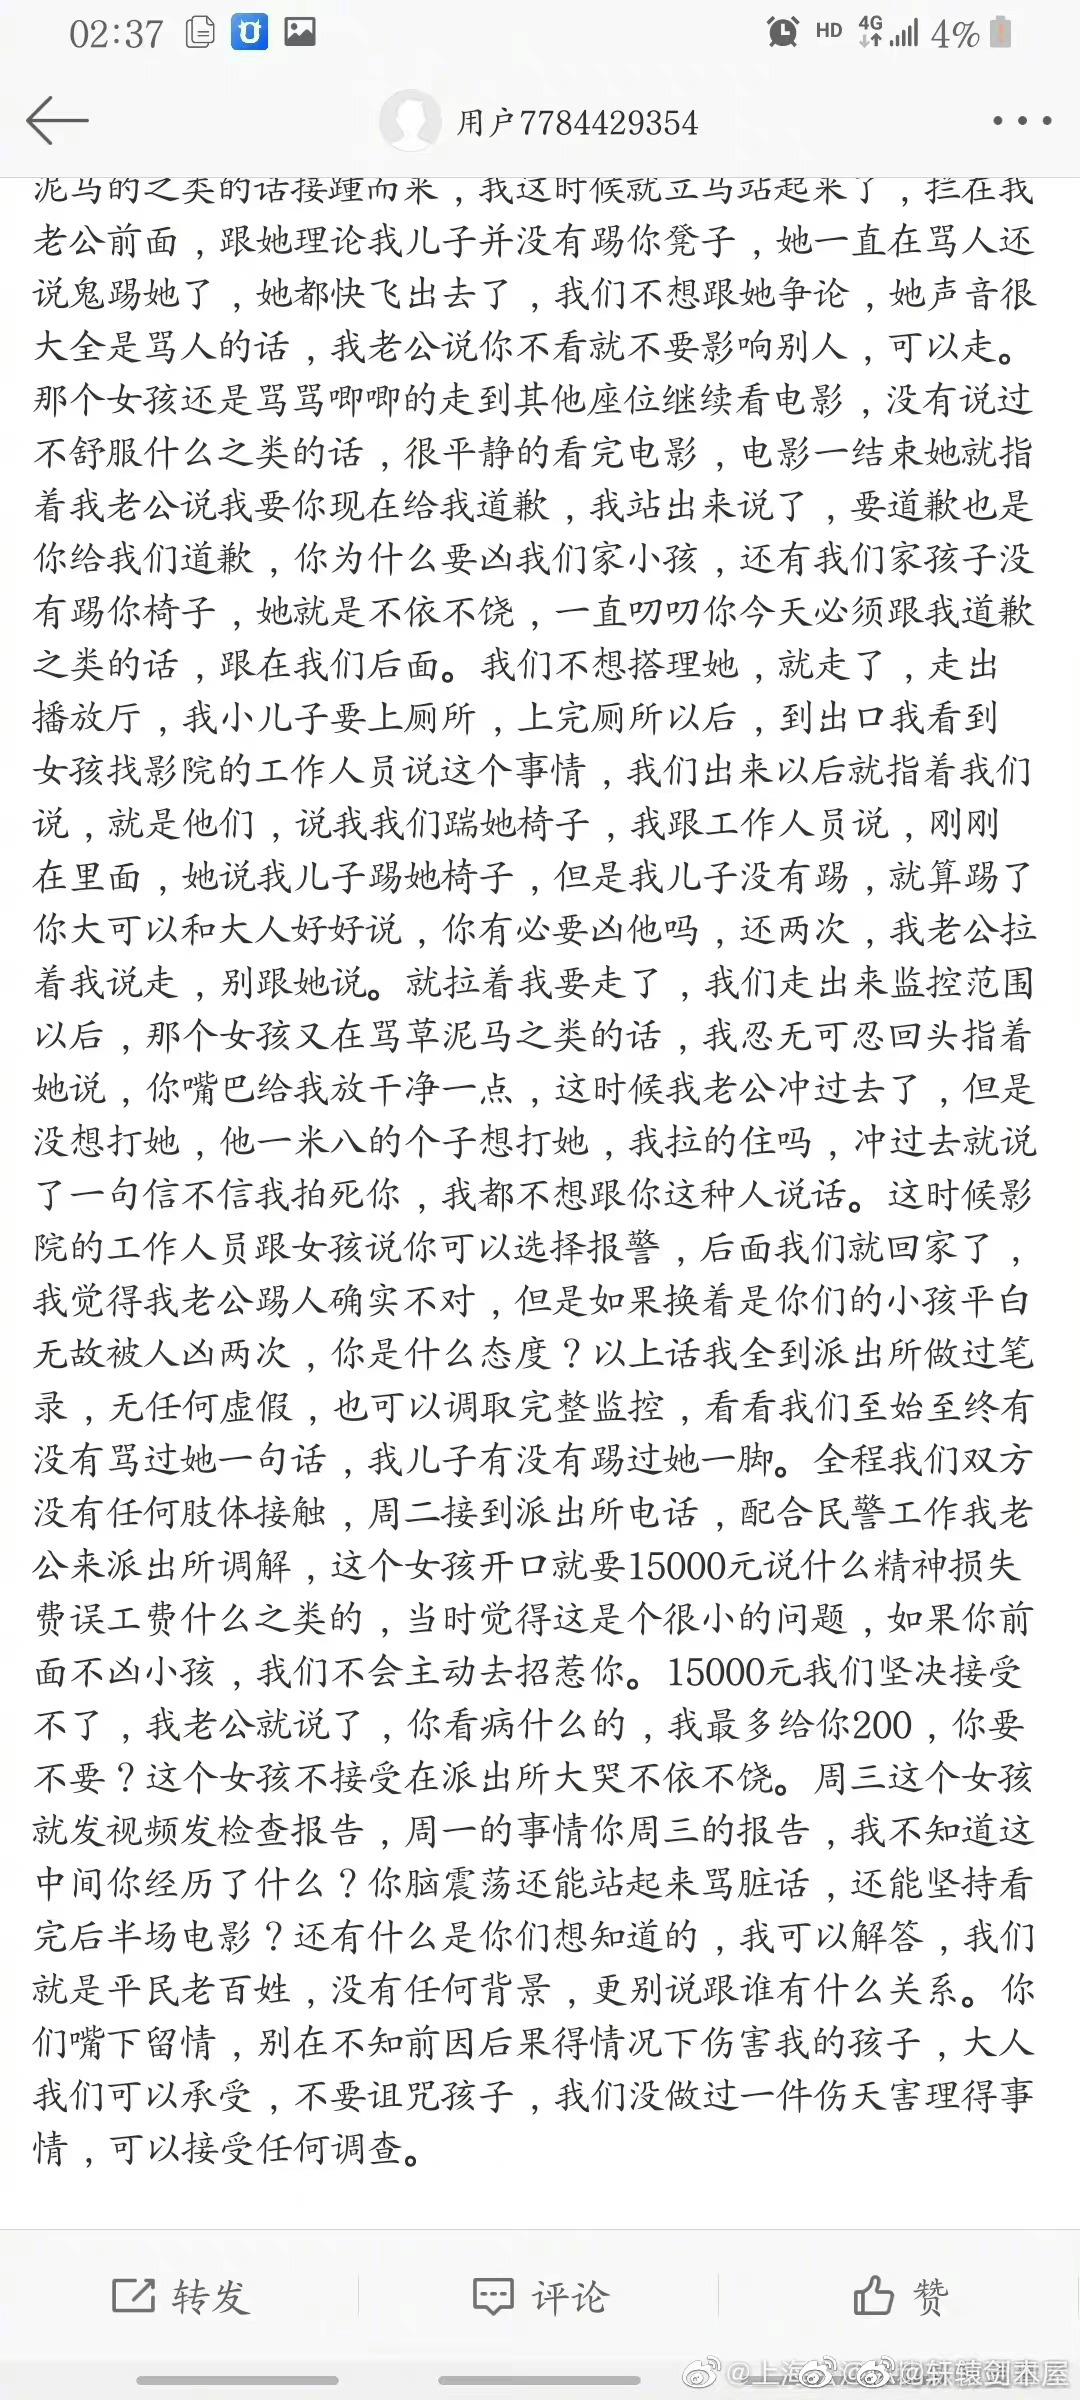 02:37
HD 4G 4%
用户7784429354
泥马的之类的话接踵而来，我这时候就立马站起来了，拦在我
老公前面，跟她理论我儿子并没有踢你凳子，她一直在骂人还
说鬼踢她了，她都快飞出去了，我们不想跟她争论，她声音很
大全是骂人的话，我老公说你不看就不要影响别人，可以走。
那个女孩还是骂骂唧唧的走到其他座位继续看电影，没有说过
不舒服什么之类的话，很平静的看完电影，电影一结束她就指
着我老公说我要你现在给我道歉，我站出来说了，要道歉也是
你给我们道歉，你为什么要凶我们家小孩，还有我们家孩子没
有踢你椅子，她就是不依不饶，一直叨叨你今天必须跟我道歉
之类的话，跟在我们后面。我们不想搭理她，就走了，走出
播放厅，我小儿子要上厕所，上完厕所以后，到出口我看到
女孩找影院的工作人员说这个事情，我们出来以后就指着我们
说，就是他们，说我我们踹她椅子，我跟工作人员说，刚刚
在里面，她说我儿子踢她椅子，但是我儿子没有踢，就算踢了
你大可以和大人好好说，你有必要凶他吗，还两次，我老公拉
着我说走，别跟她说。就拉着我要走了，我们走出来监控范围
以后，那个女孩又在骂草泥马之类的话，我忍无可忍回头指着
她说，你嘴巴给我放干净一点，这时候我老公冲过去了，但是
没想打她，他一米八的个子想打她，我拉的住吗，冲过去就说
了一句信不信我拍死你，我都不想跟你这种人说话。这时候影
院的工作人员跟女孩说你可以选择报警，后面我们就回家了，
我觉得我老公踢人确实不对，但是如果换着是你们的小孩平白
无故被人凶两次，你是什么态度？以上话我全到派出所做过笔
录，无任何虚假，也可以调取完整监控，看看我们至始至终有
没有骂过她一句话，我儿子有没有踢过她一脚。全程我们双方
没有任何肢体接触，周二接到派出所电话，配合民警工作我老
公来派出所调解，这个女孩开口就要15000元说什么精神损失
费误工费什么之类的，当时觉得这是个很小的问题，如果你前
面不凶小孩，我们不会主动去招惹你。15000元我们坚决接受
不了，我老公就说了，你看病什么的，我最多给你200，你要
不要？这个女孩不接受在派出所大哭不依不饶。周三这个女孩
就发视频发检查报告，周一的事情你周三的报告，我不知道这
中间你经历了什么？你脑震荡还能站起来骂脏话，还能坚持看
完后半场电影？还有什么是你们想知道的，我可以解答，我们
就是平民老百姓，没有任何背景，更别说跟谁有什么关系。你
们嘴下留情，别在不知前因后果得情况下伤害我的孩子，大人
我们可以承受，不要诅咒孩子，我们没做过一件伤天害理得事
情，可以接受任何调查。
转发 评论 赞
@上海 @轩辕剑本屋